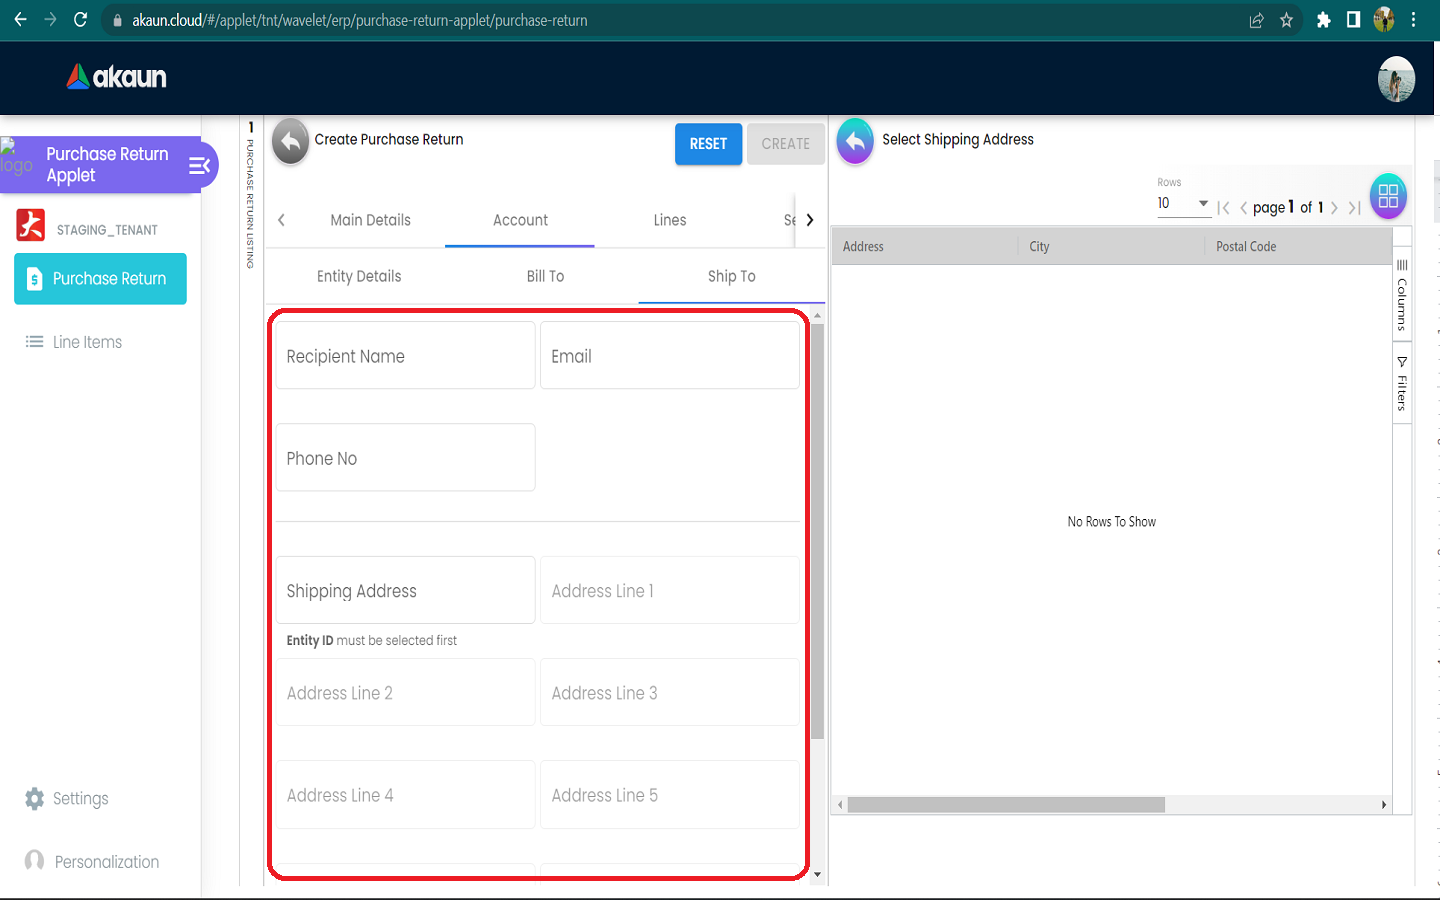 akaun.cloud/#/applet/tnt/wavelet/erp/purchase-return-applet/purchase-return
akaun
logo
Purchase Return
Applet
STAGING_TENANT
Purchase Return
Line Items
Settings
Personalization
1
PURCHASE RETURN LISTING
Create Purchase Return
RESET
CREATE
Main Details
Account
Lines
Se
Entity Details
Bill To
Ship To
Recipient Name
Email
Phone No
Shipping Address
Address Line 1
Entity ID must be selected first
Address Line 2
Address Line 3
Address Line 4
Address Line 5
Select Shipping Address
Rows
10
page 1 of 1
Address
City
Postal Code
No Rows To Show
Columns
Filters